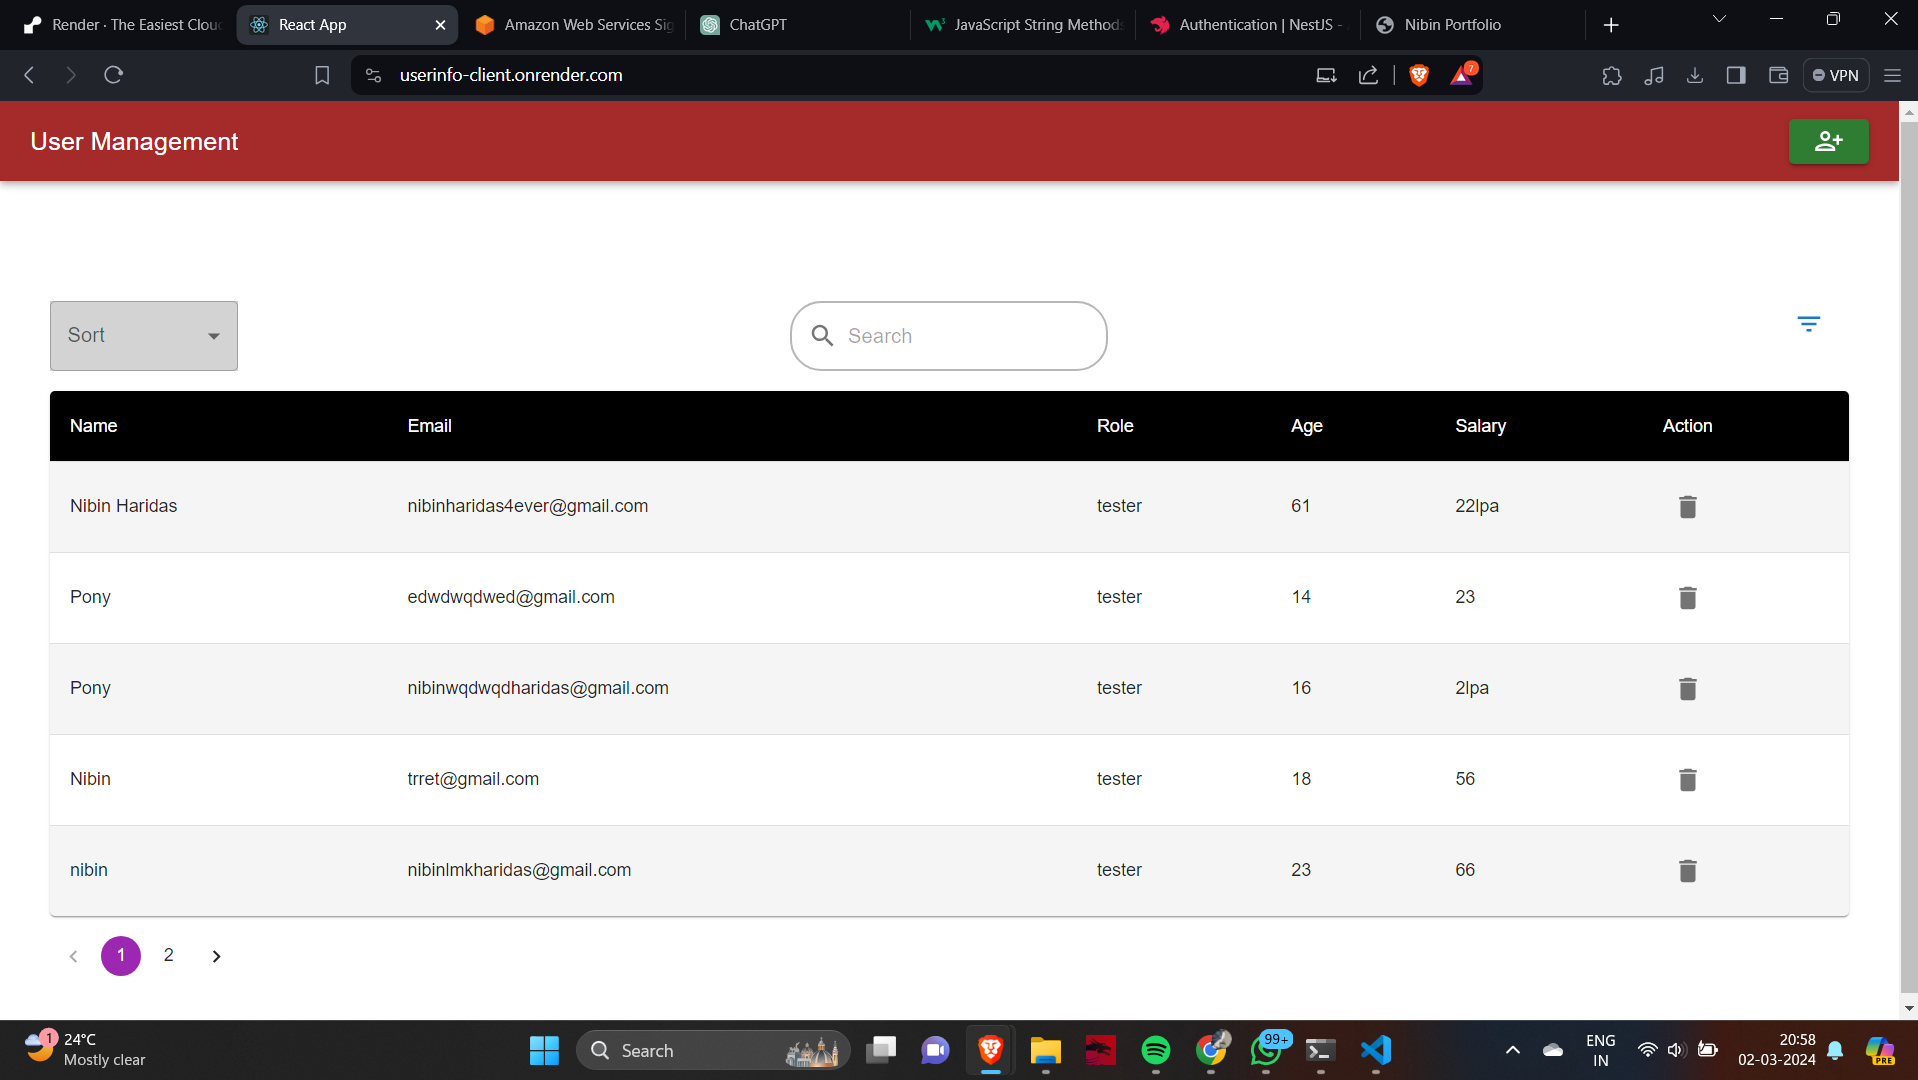 Render · The Easiest Clou
React App
Amazon Web Services Sig
ChatGPT
JavaScript String Methods
Authentication | NestJS -
Nibin Portfolio
userinfo-client.onrender.com
7
VPN
User Management
Sort
Search
Name Email Role Age Salary Action
Nibin Haridas nibinharidas4ever@gmail.com tester 61 22lpa
Pony edwdwqdwed@gmail.com tester 14 23
Pony nibinwqdwqdharidas@gmail.com tester 16 2lpa
Nibin trret@gmail.com tester 18 56
nibin nibinlmkharidas@gmail.com tester 23 66
1 2
1
24°C
Mostly clear
Search
99+
ENG
IN
20:58
02-03-2024
PRE